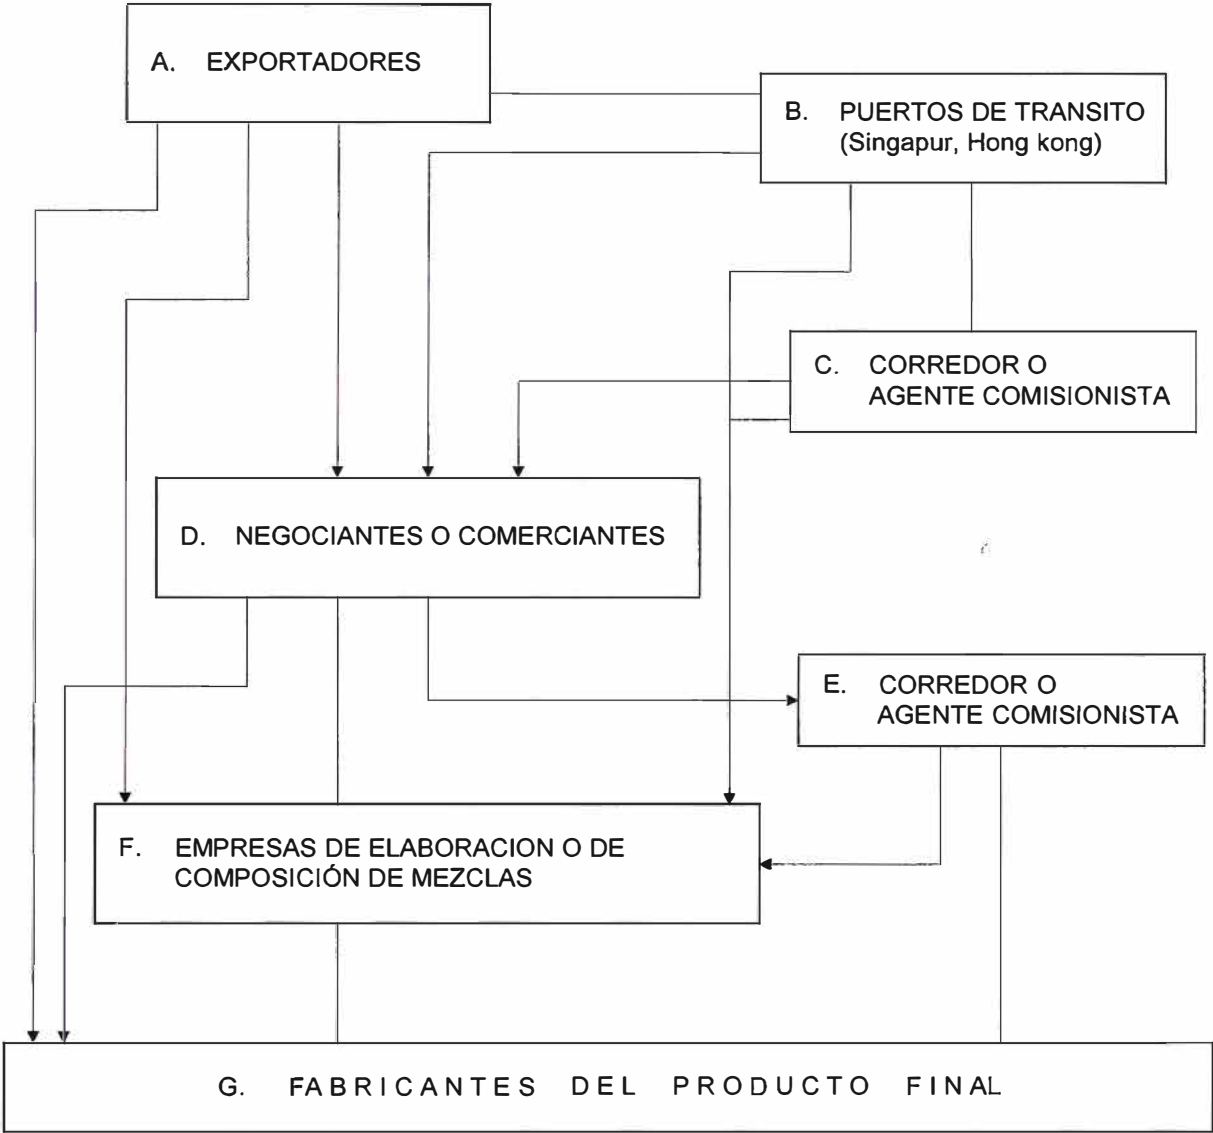 A. EXPORTADORES
B. PUERTOS DE TRANSITO
(Singapur, Hong kong)
C. CORREDOR O
AGENTE COMISIONISTA
D. NEGOCIANTES O COMERCIANTES
E. CORREDOR O
AGENTE COMISIONISTA
F. EMPRESAS DE ELABORACION O DE
COMPOSICIÓN DE MEZCLAS
G. FABRICANTES DEL PRODUCTO FINAL